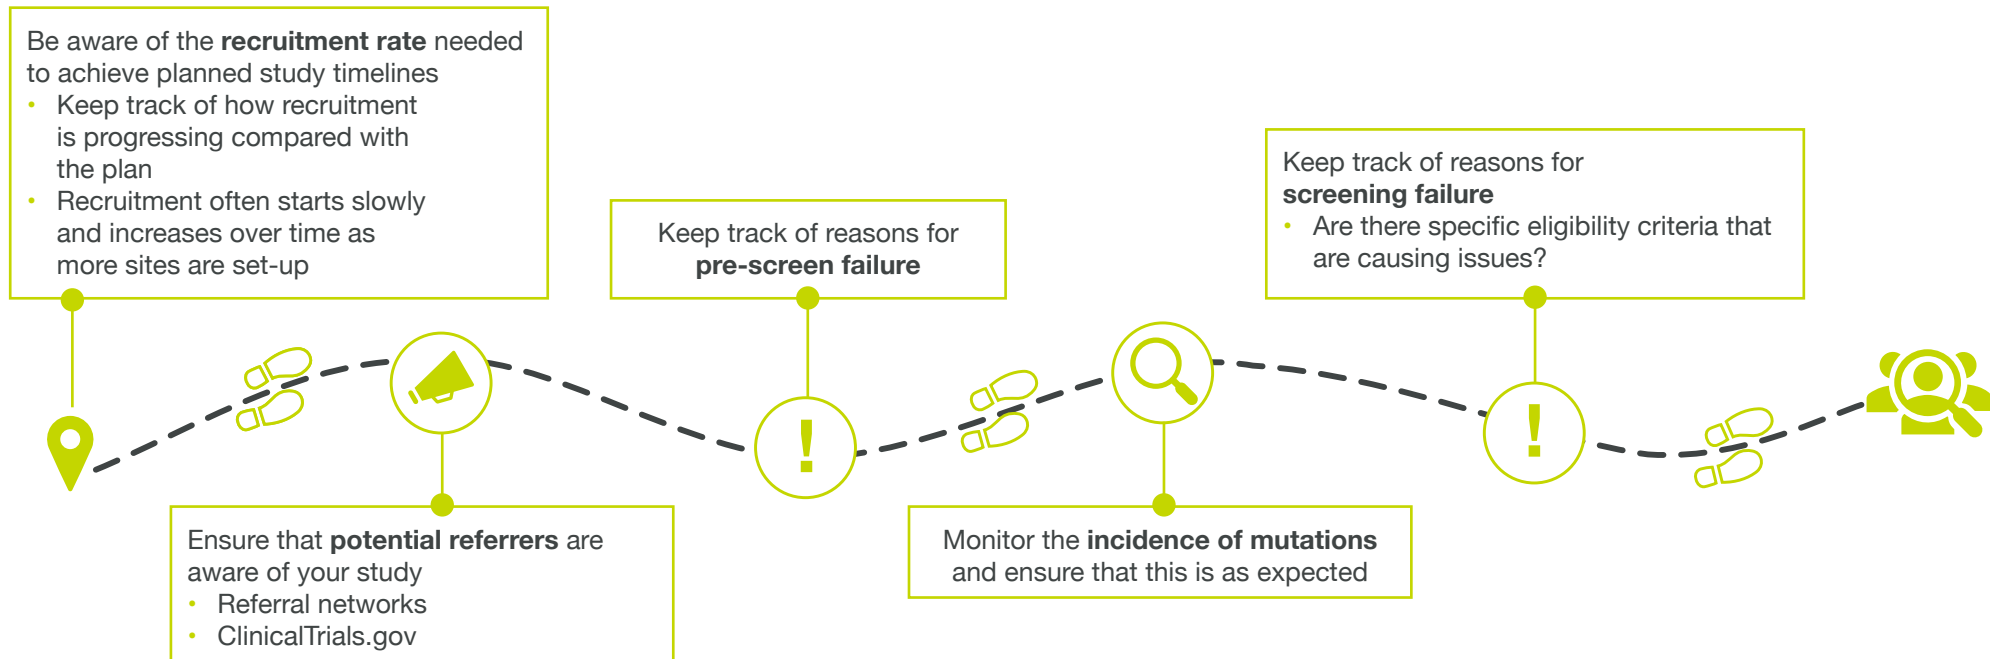 Be aware of the recruitment rate needed
to achieve planned study timelines
• Keep track of how recruitment
is progressing compared with
the plan
• Recruitment often starts slowly
and increases over time as
more sites are set-up
Ensure that potential referrers are
aware of your study
• Referral networks
• ClinicalTrials.gov
Keep track of reasons for
pre-screen failure
!
Monitor the incidence of mutations
and ensure that this is as expected
Keep track of reasons for
screening failure
• Are there specific eligibility criteria that
are causing issues?
!